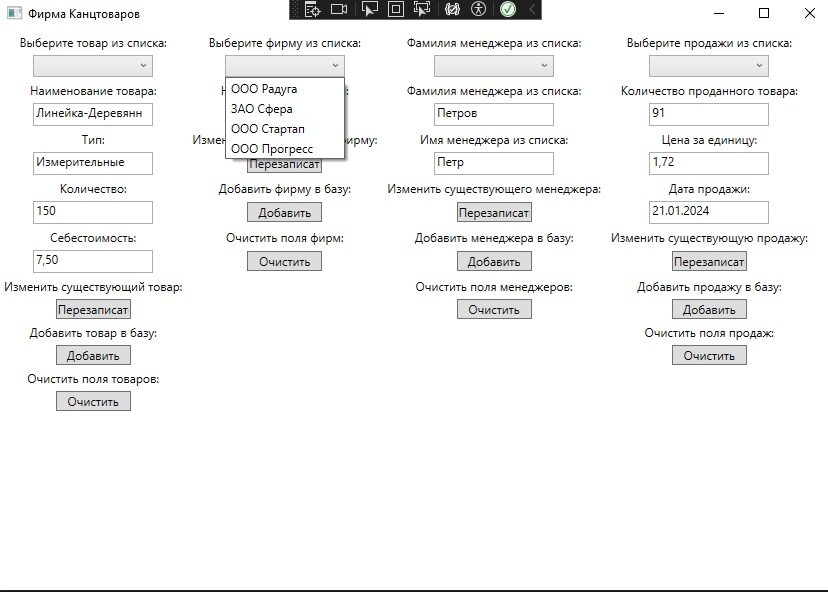 Фирма Канцтоваров
Выберите товар из списка:
Наименование товара:
Линейка-Деревянн
Тип:
Измерительные
Количество:
150
Себестоимость:
7,50
Изменить существующий товар:
Перезаписат
Добавить товар в базу:
Добавить
Очистить поля товаров:
Очистить
Выберите фирму из списка:
ООО Радуга
ЗАО Сфера
ООО Стартап
ООО Прогресс
фирму:
Перезаписат
Добавить фирму в базу:
Добавить
Очистить поля фирм:
Очистить
Фамилия менеджера из списка:
Фамилия менеджера из списка:
Петров
Имя менеджера из списка:
Петр
Изменить существующего менеджера:
Перезаписат
Добавить менеджера в базу:
Добавить
Очистить поля менеджеров:
Очистить
Выберите продажи из списка:
Количество проданного товара:
91
Цена за единицу:
1,72
Дата продажи:
21.01.2024
Изменить существующую продажу:
Перезаписат
Добавить продажу в базу:
Добавить
Очистить поля продаж:
Очистить